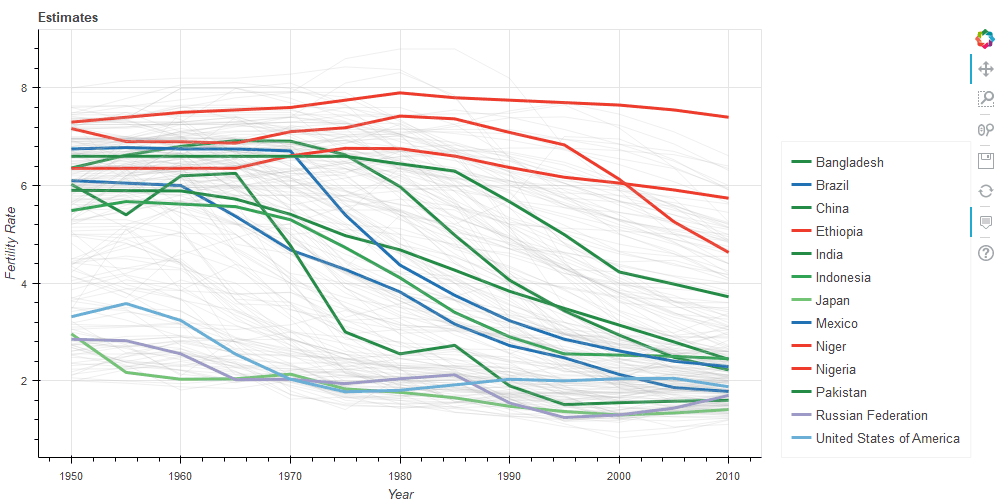 Estimates
Fertility Rate
8
6
4
2
1950 1960 1970 1980 1990 2000 2010
Year
Bangladesh
Brazil
China
Ethiopia
India
Indonesia
Japan
Mexico
Niger
Nigeria
Pakistan
Russian Federation
United States of America